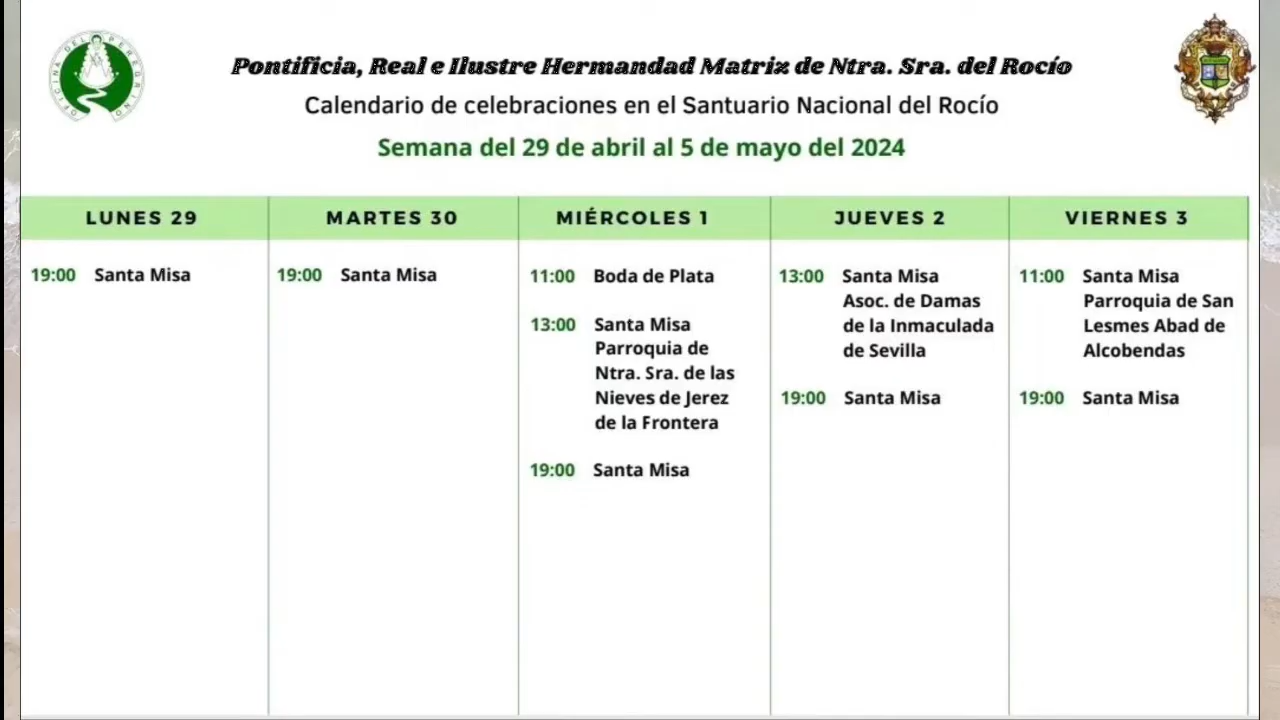 OFICINA DEL PEREGRINO
Pontificia, Real e Ilustre Hermandad Matriz de Ntra. Sra. del Rocío
Calendario de celebraciones en el Santuario Nacional del Rocío
Semana del 29 de abril al 5 de mayo del 2024
LUNES 29
19:00 Santa Misa
MARTES 30
19:00 Santa Misa
MIÉRCOLES 1
11:00 Boda de Plata
13:00 Santa Misa
Parroquia de
Ntra. Sra. de las
Nieves de Jerez
de la Frontera
19:00 Santa Misa
JUEVES 2
13:00 Santa Misa
Asoc. de Damas
de la Inmaculada
de Sevilla
19:00 Santa Misa
VIERNES 3
11:00 Santa Misa
Parroquia de San
Lesmes Abad de
Alcobendas
19:00 Santa Misa